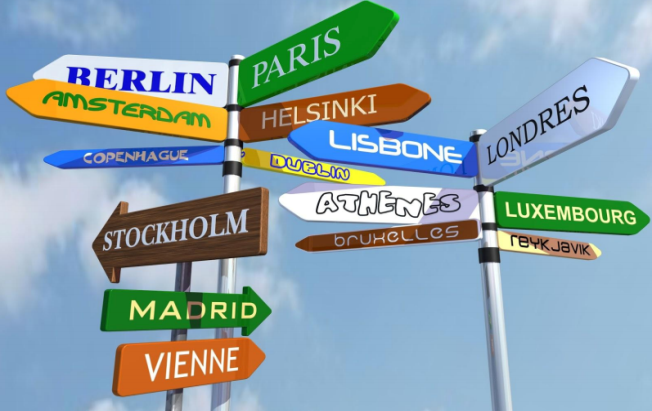 BERLIN
PARIS
AMSTERDAM
HELSINKI
COPENHAGUE
DUBLIN
STOCKHOLM
MADRID
VIENNE
LISBONE
LONDRES
ATHENES
LUXEMBOURG
bruxelles
reykjavik